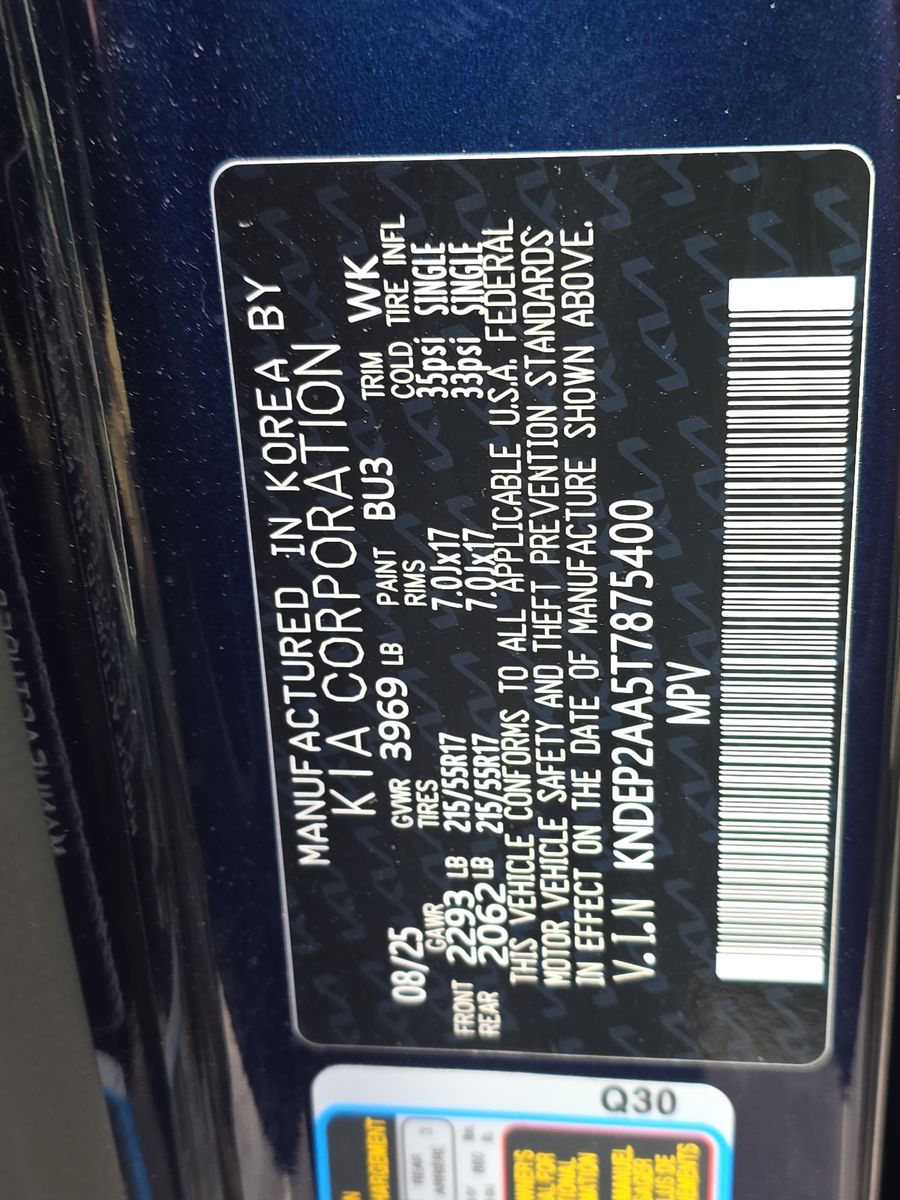 MANUFACTURED IN KOREA BY
KIA CORPORATION
08/25 GVWR 3969 LB PAINT BU3 TRIM WK
GAWR TIRES RMS COLD TIRE INFL
FRONT 2293 LB 215/55R17 7.0Jx17 35psi SINGLE
REAR 2062 LB 215/55R17 7.0Jx17 33psi SINGLE
THIS VEHICLE CONFORMS TO ALL APPLICABLE U.S.A. FEDERAL
MOTOR VEHICLE SAFETY AND THEFT PREVENTION STANDARDS
IN EFFECT ON THE DATE OF MANUFACTURE SHOWN ABOVE.
V.I.N KNDEP2AA5T7875400
MPV
Q30
REAR
ARRIERE